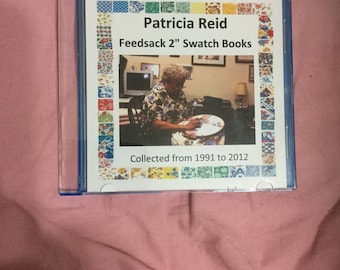 Patricia Reid
Feedsack 2" Swatch Books
Collected from 1991 to 2012